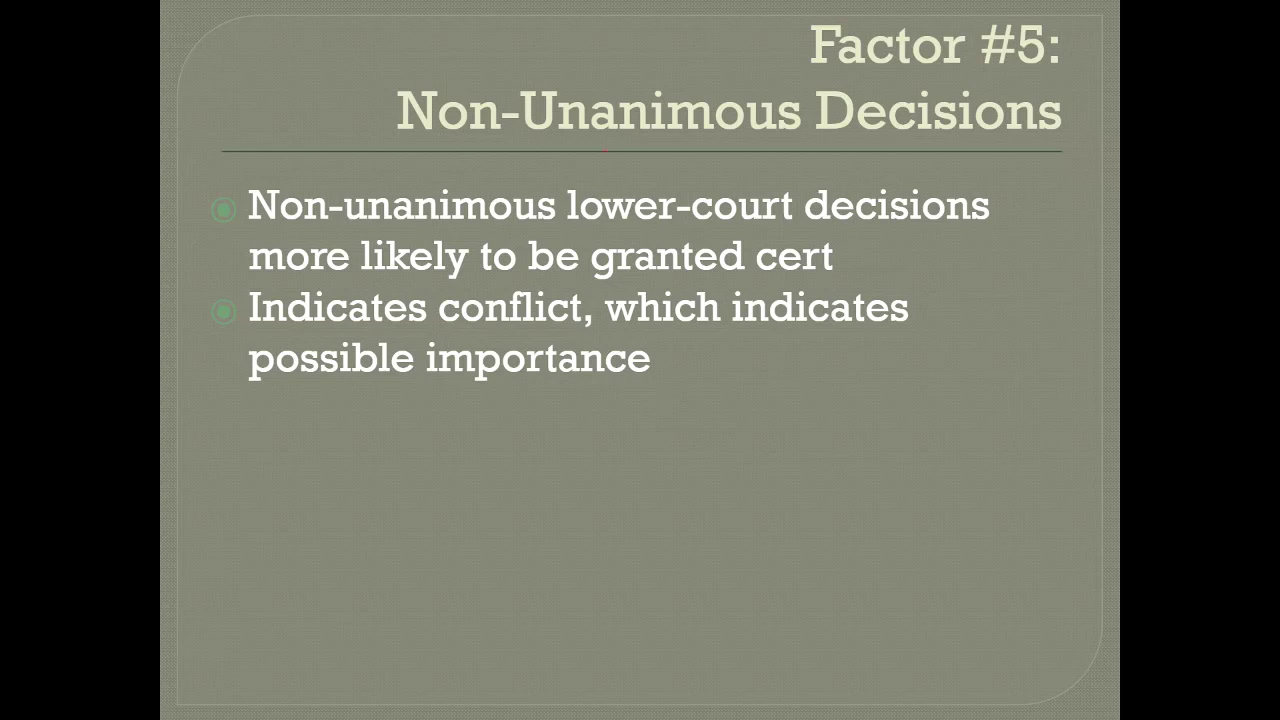 Factor #5:
Non-Unanimous Decisions
Non-unanimous lower-court decisions
more likely to be granted cert
Indicates conflict, which indicates
possible importance